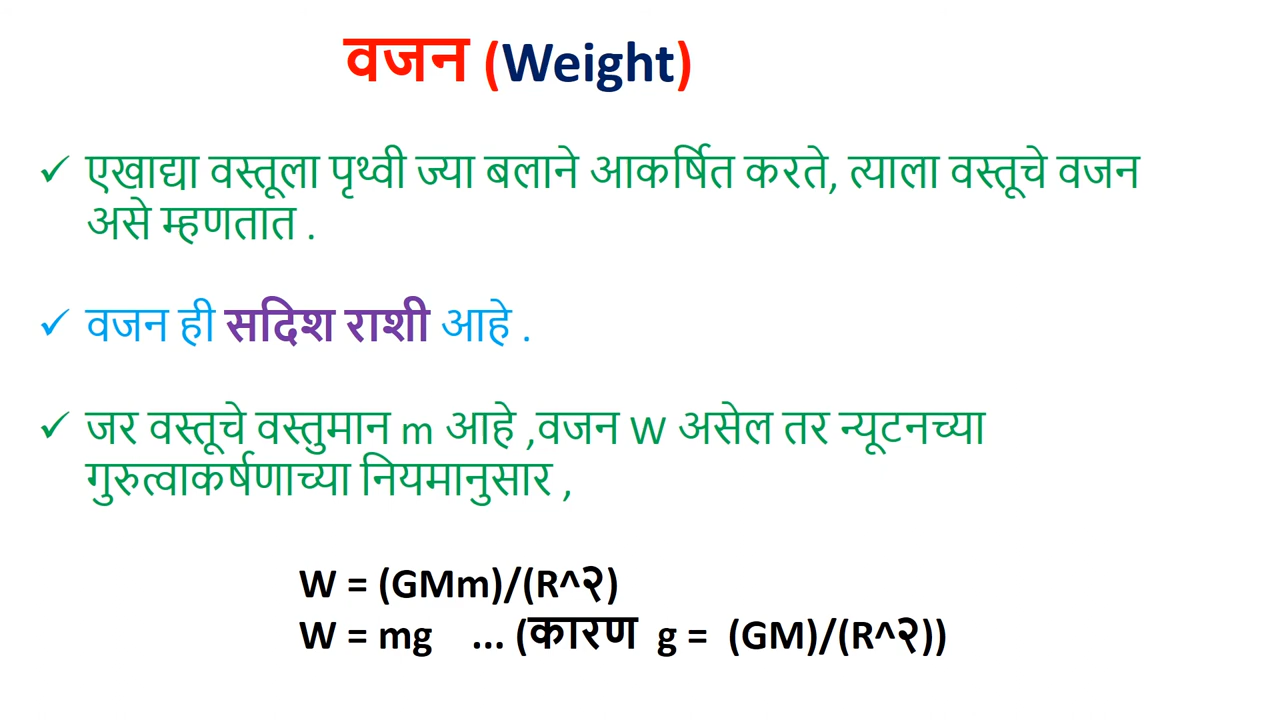 वजन (Weight)
✓ एखाद्या वस्तूला पृथ्वी ज्या बलाने आकर्षित करते, त्याला वस्तूचे वजन
असे म्हणतात .
✓ वजन ही सदिश राशी आहे .
✓ जर वस्तूचे वस्तुमान m आहे ,वजन W असेल तर न्यूटनच्या
गुरुत्वाकर्षणाच्या नियमानुसार ,
W = (GMm)/(R^२)
W = mg ... (कारण g = (GM)/(R^२))